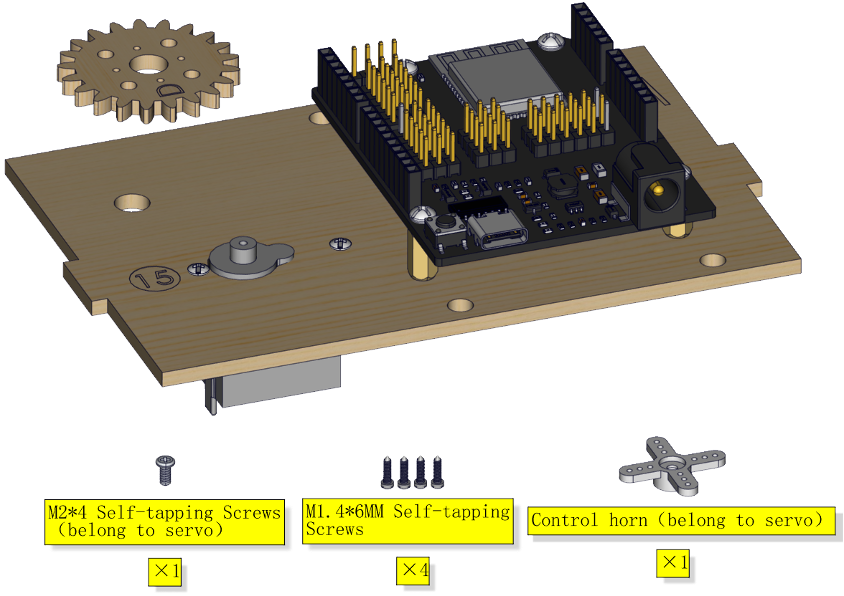 D
15
M2*4 Self-tapping Screws
(belong to servo)
×1
M1.4*6MM Self-tapping
Screws
×4
Control horn (belong to servo)
×1